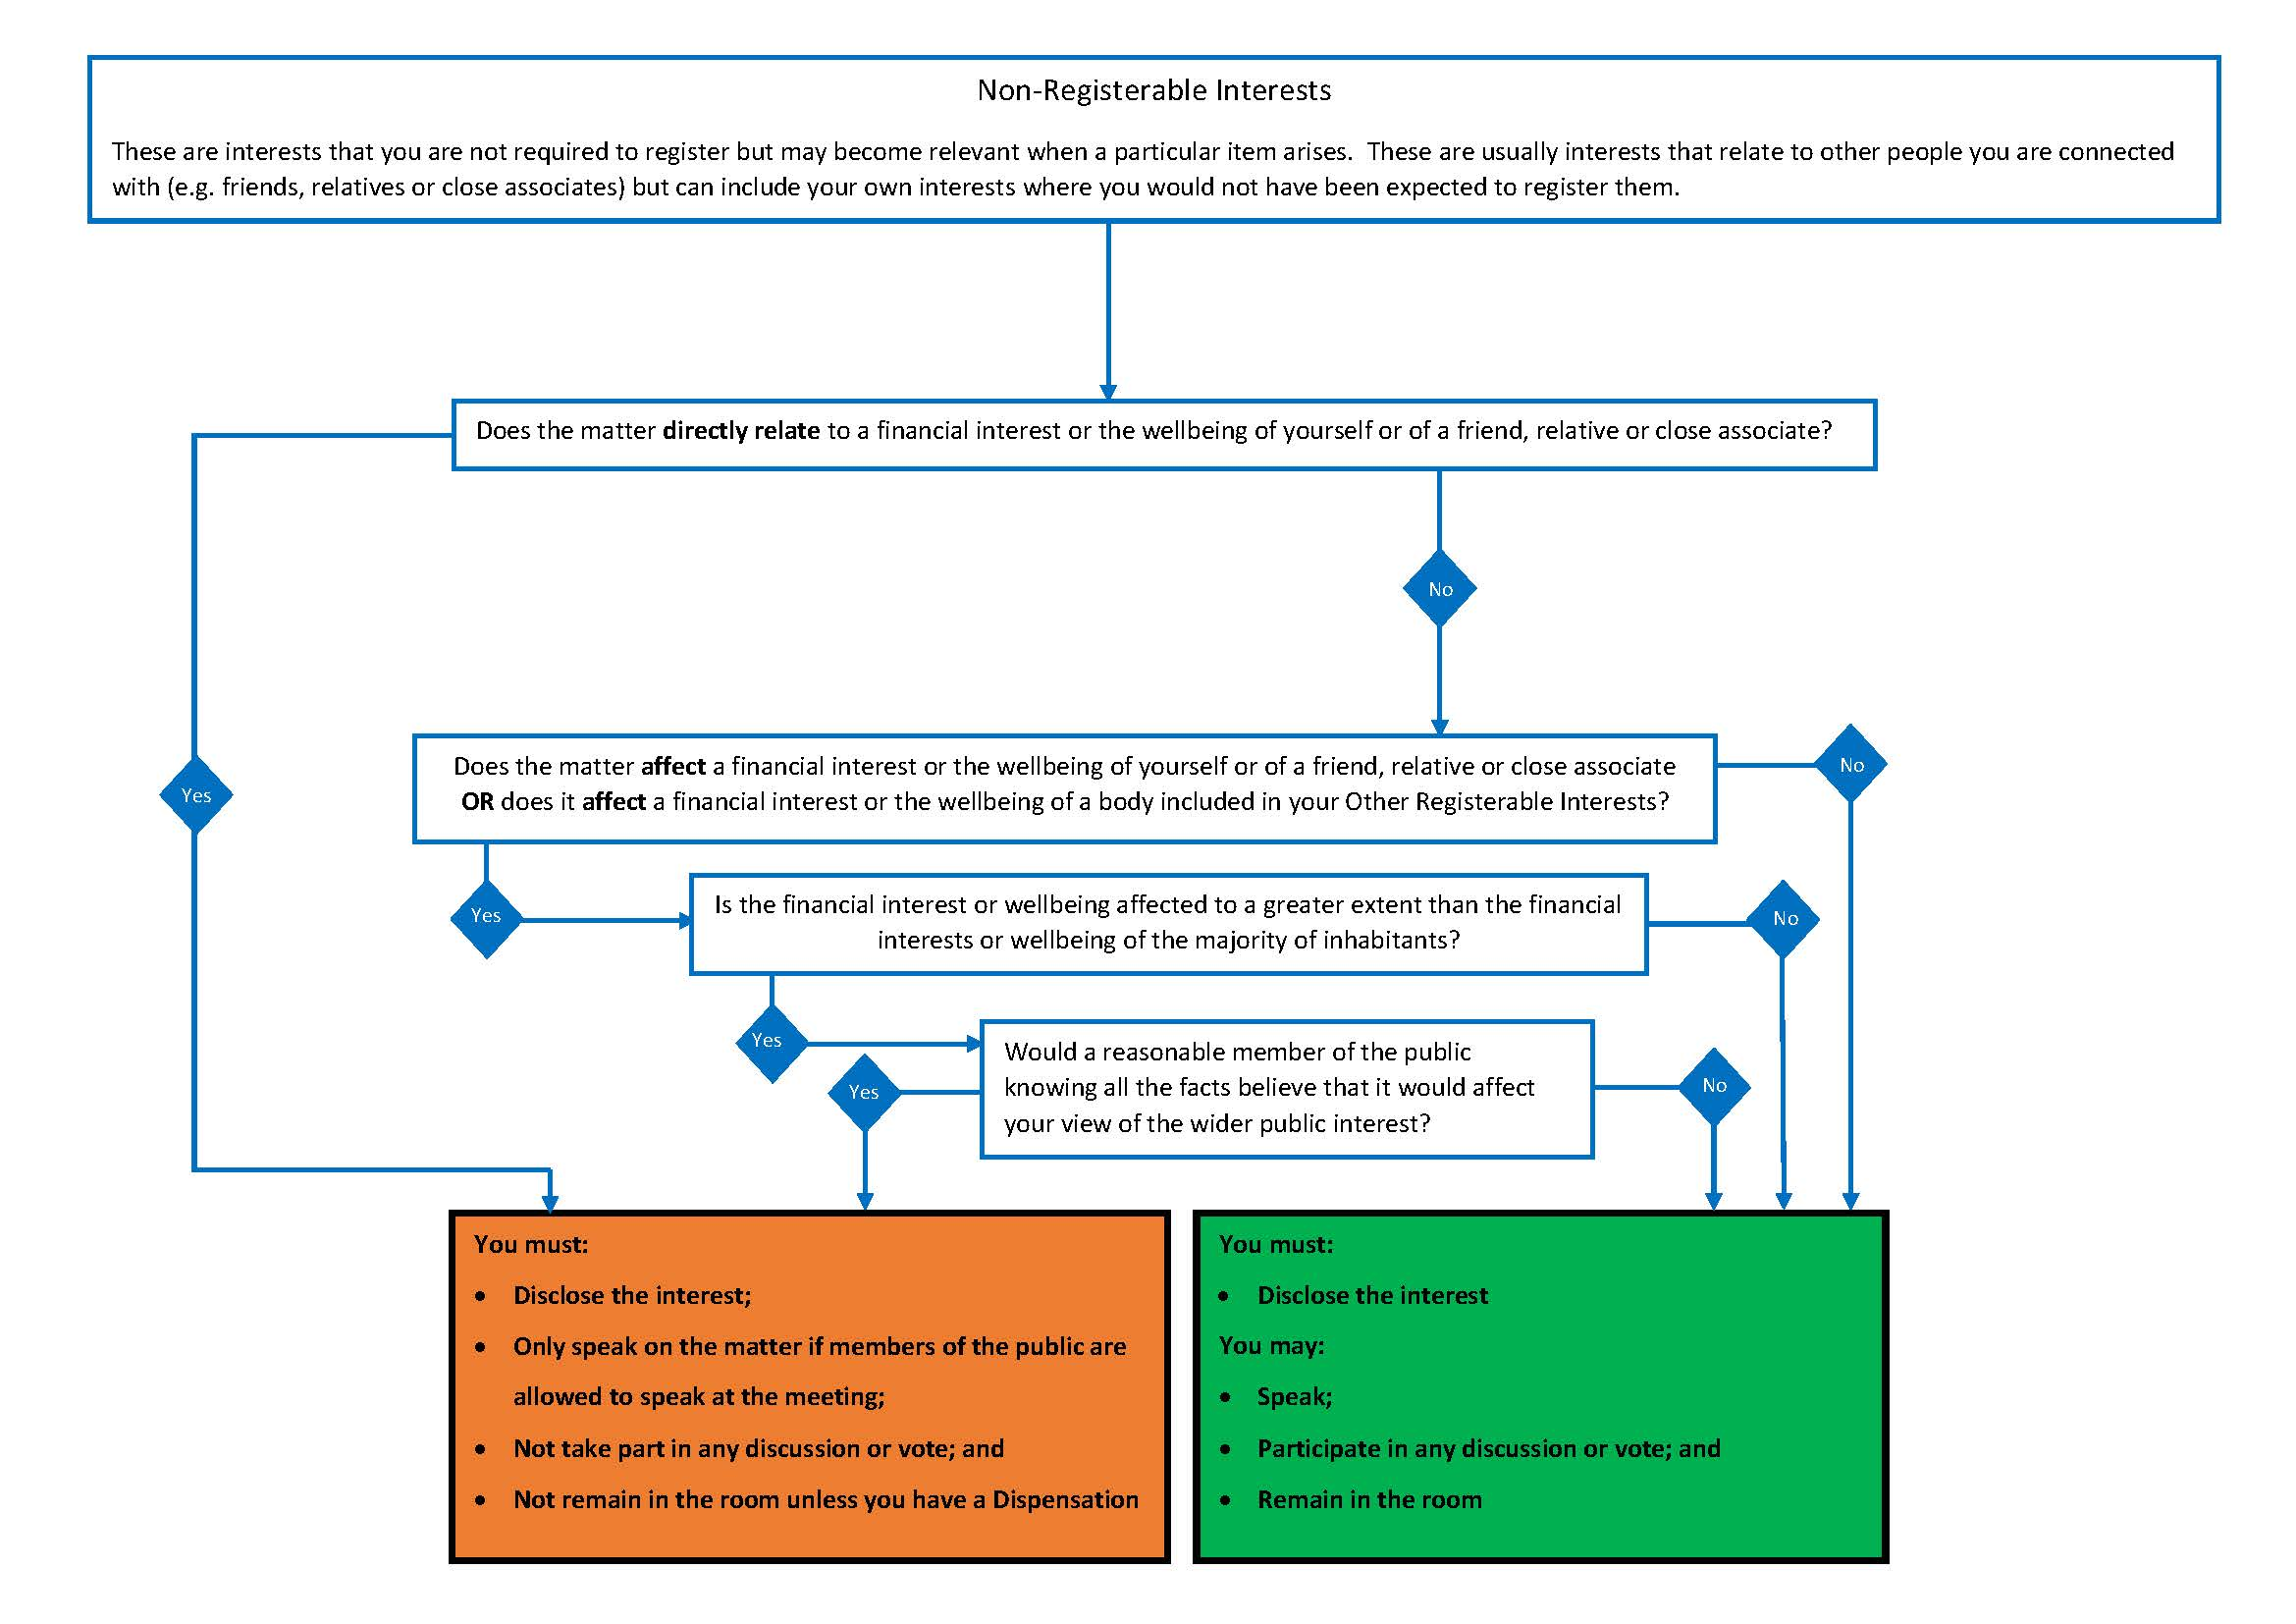 Non-Registerable Interests
These are interests that you are not required to register but may become relevant when a particular item arises.  These are usually interests that relate to other people you are connected
with (e.g. friends, relatives or close associates) but can include your own interests where you would not have been expected to register them.
Does the matter directly relate to a financial interest or the wellbeing of yourself or of a friend, relative or close associate?
No
Yes
Does the matter affect a financial interest or the wellbeing of yourself or of a friend, relative or close associate
OR does it affect a financial interest or the wellbeing of a body included in your Other Registerable Interests?
No
Yes
Is the financial interest or wellbeing affected to a greater extent than the financial
interests or wellbeing of the majority of inhabitants?
No
Yes
Would a reasonable member of the public
knowing all the facts believe that it would affect
your view of the wider public interest?
Yes
No
You must:
• Disclose the interest;
• Only speak on the matter if members of the public are
allowed to speak at the meeting;
• Not take part in any discussion or vote; and
• Not remain in the room unless you have a Dispensation
You must:
• Disclose the interest
You may:
• Speak;
• Participate in any discussion or vote; and
• Remain in the room